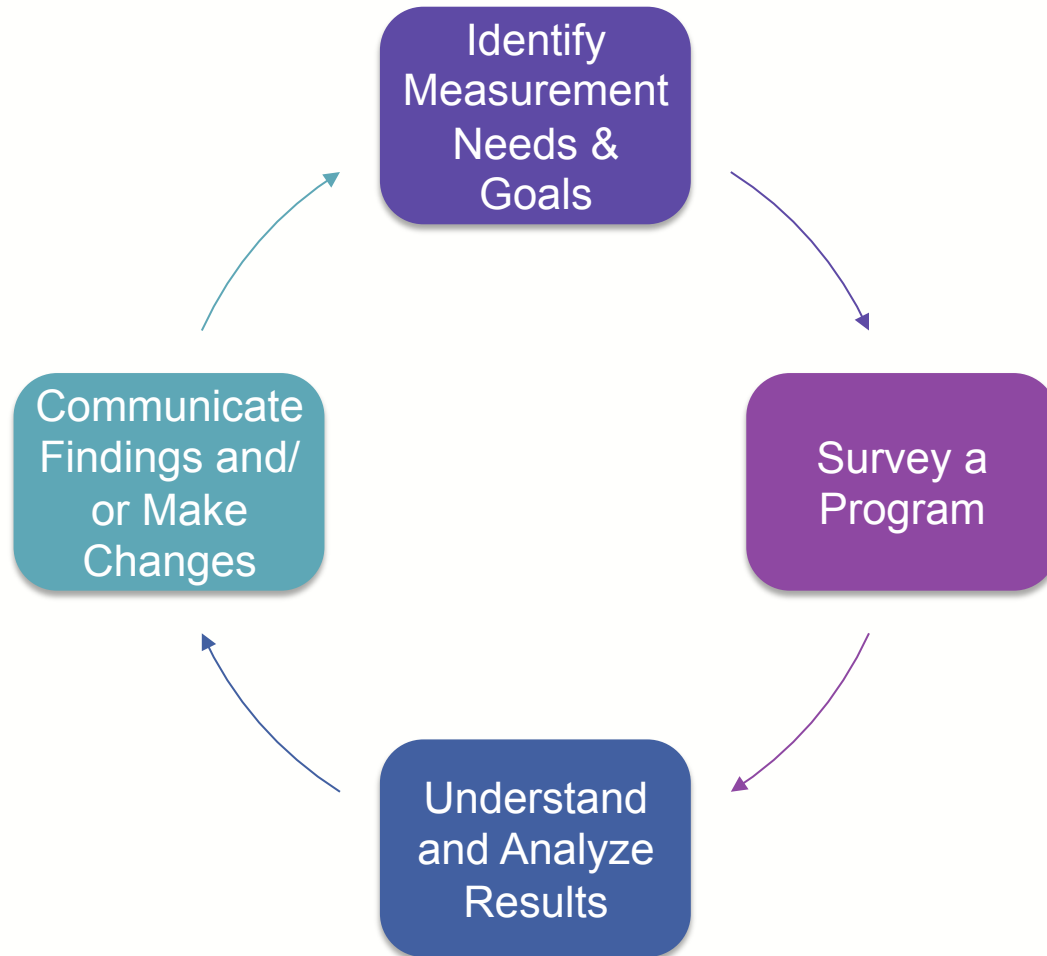 Identify
Measurement
Needs &
Goals
Survey a
Program
Understand
and Analyze
Results
Communicate
Findings and/
or Make
Changes